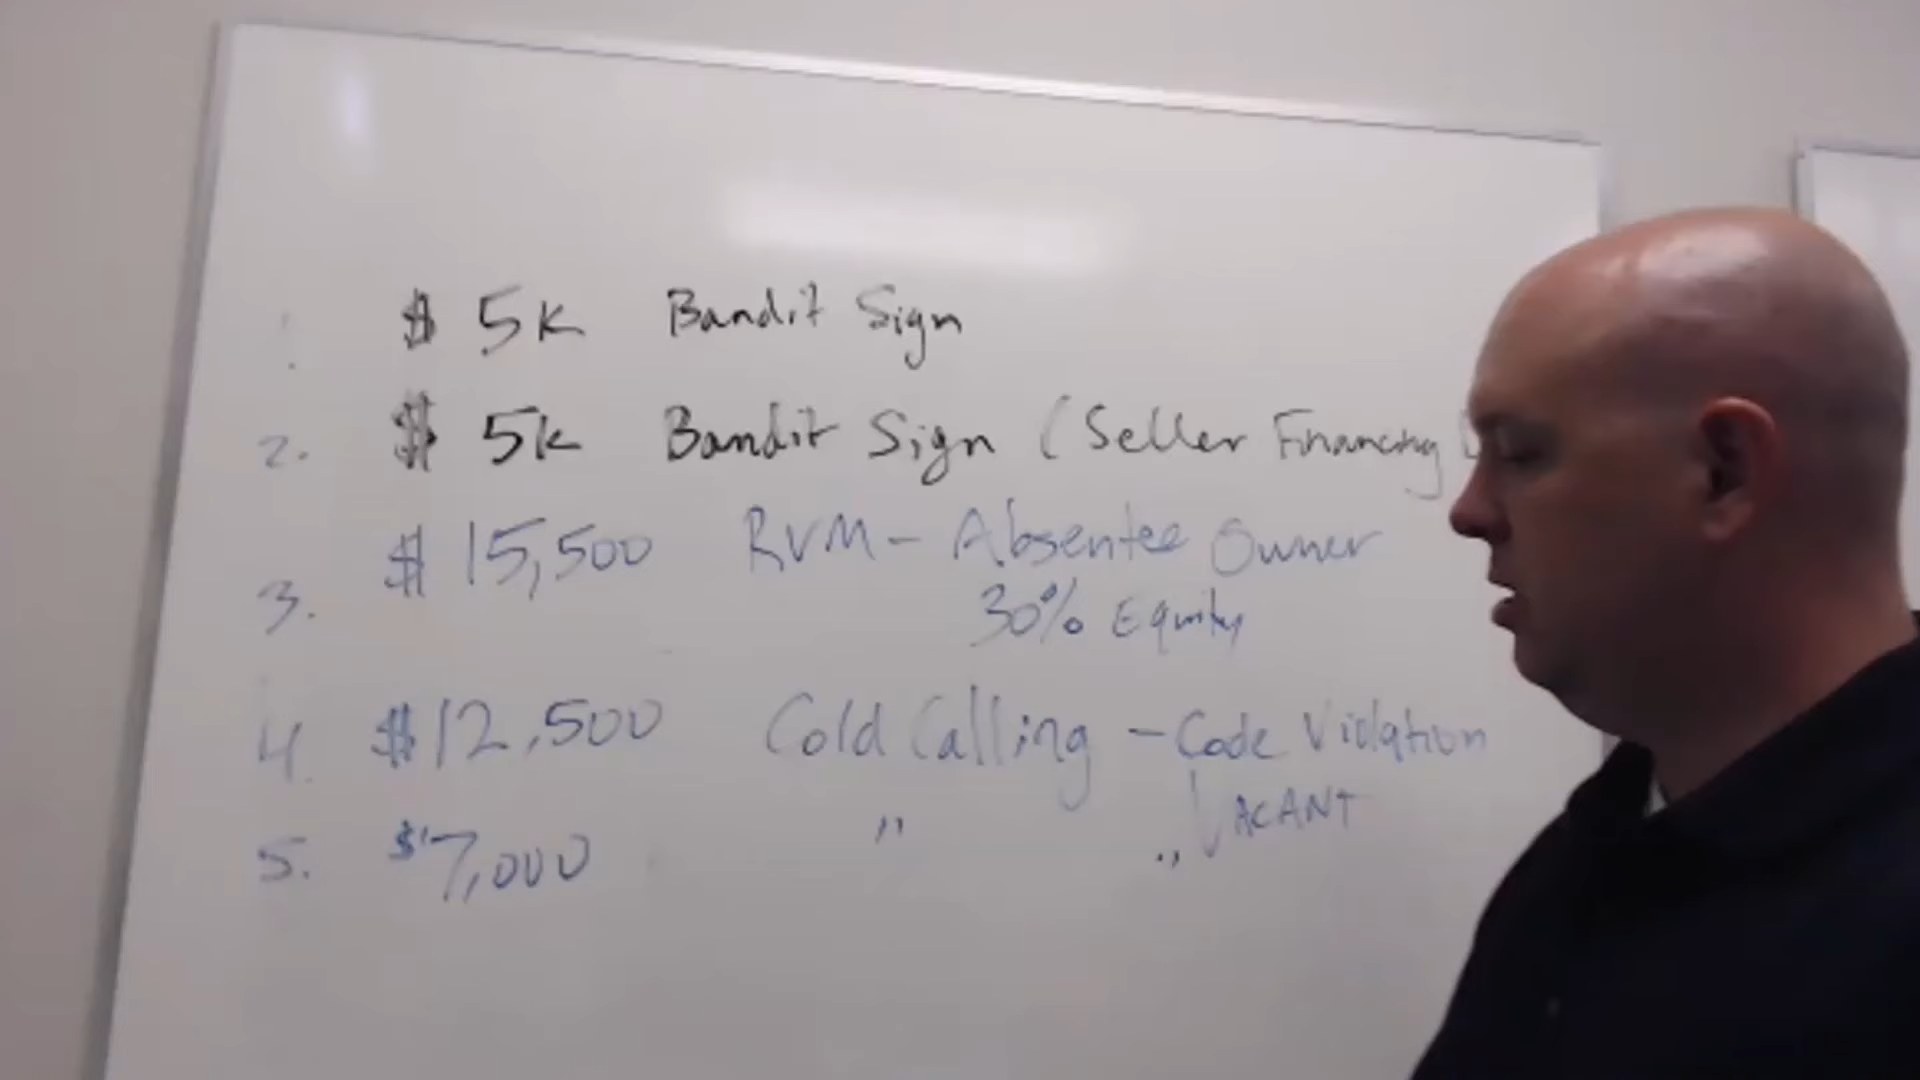 1. $ 5k Bandit Sign
2. $ 5k Bandit Sign (Seller Financing
3. $ 15,500 RVM - Absentee Owner
30% Equity
4. $12,500 Cold Calling - Code Violation
VACANT
5. $7,000 " "